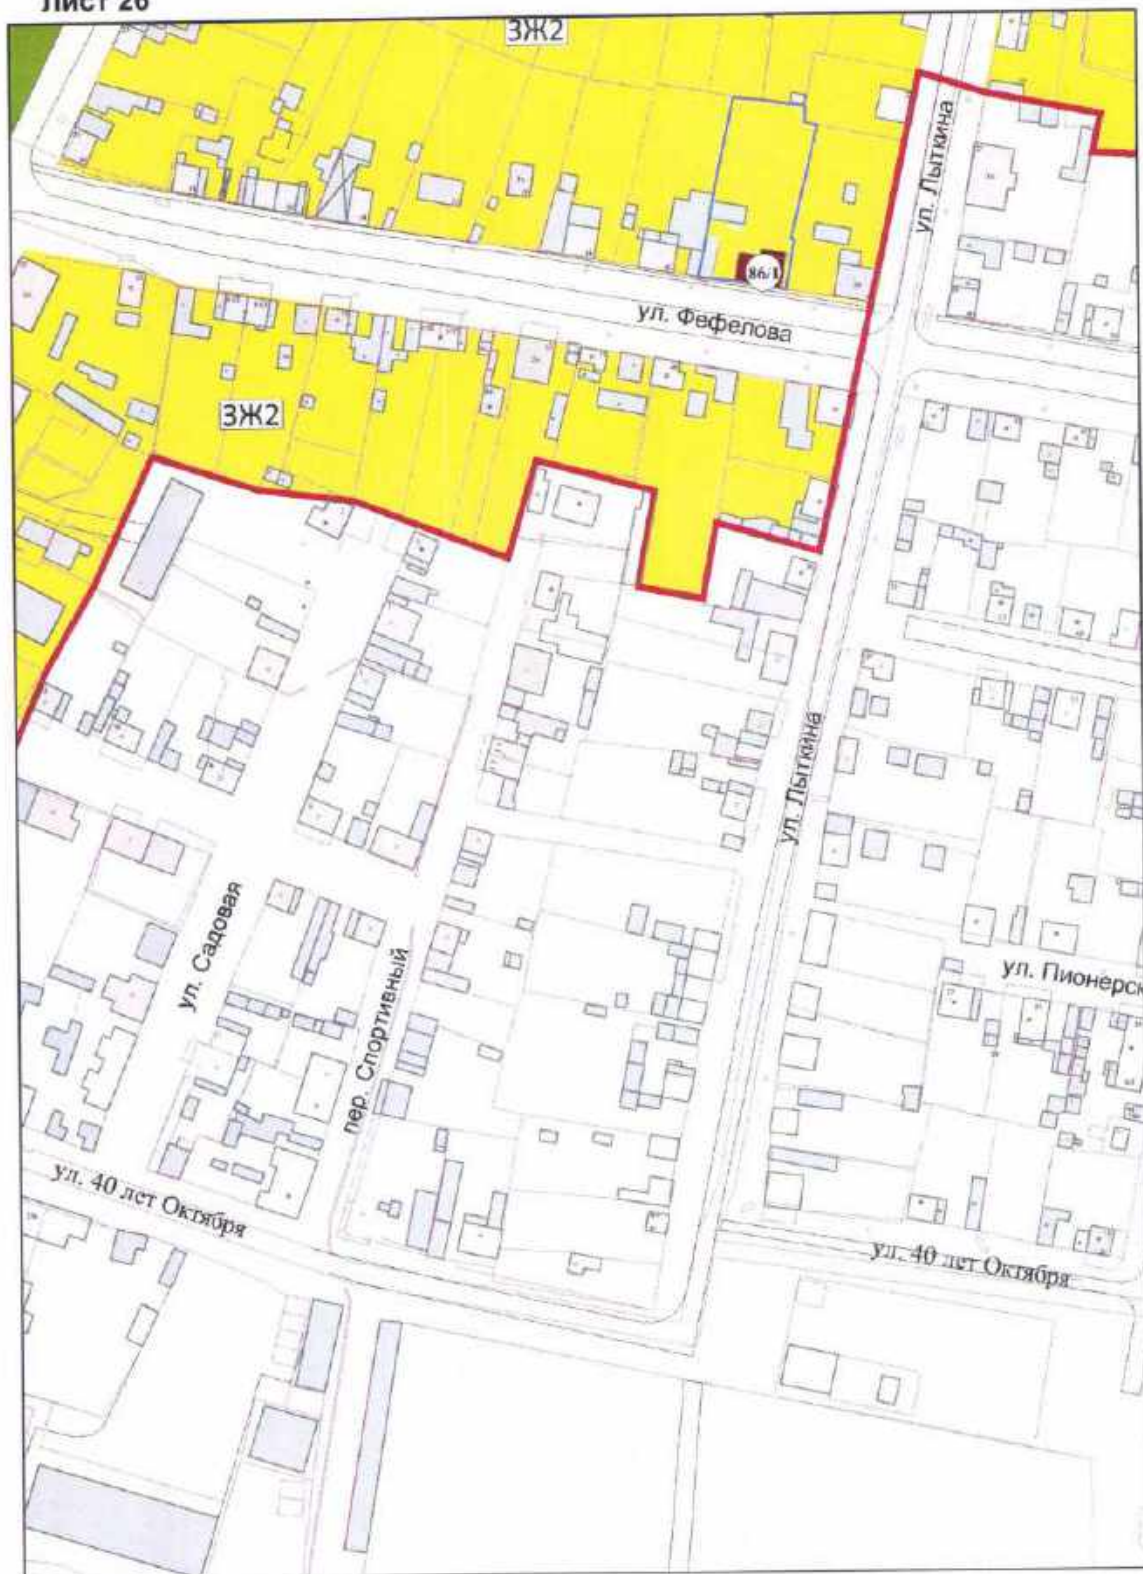 Лист 26
ЗЖ2
ул. Лыткина
86/1
ул. Фефелова
ЗЖ2
ул. Лыткина
ул. Садовая
ул. Пионерск
пер. Спортивный
ул. 40 лет Октября
ул. 40 лет Октября